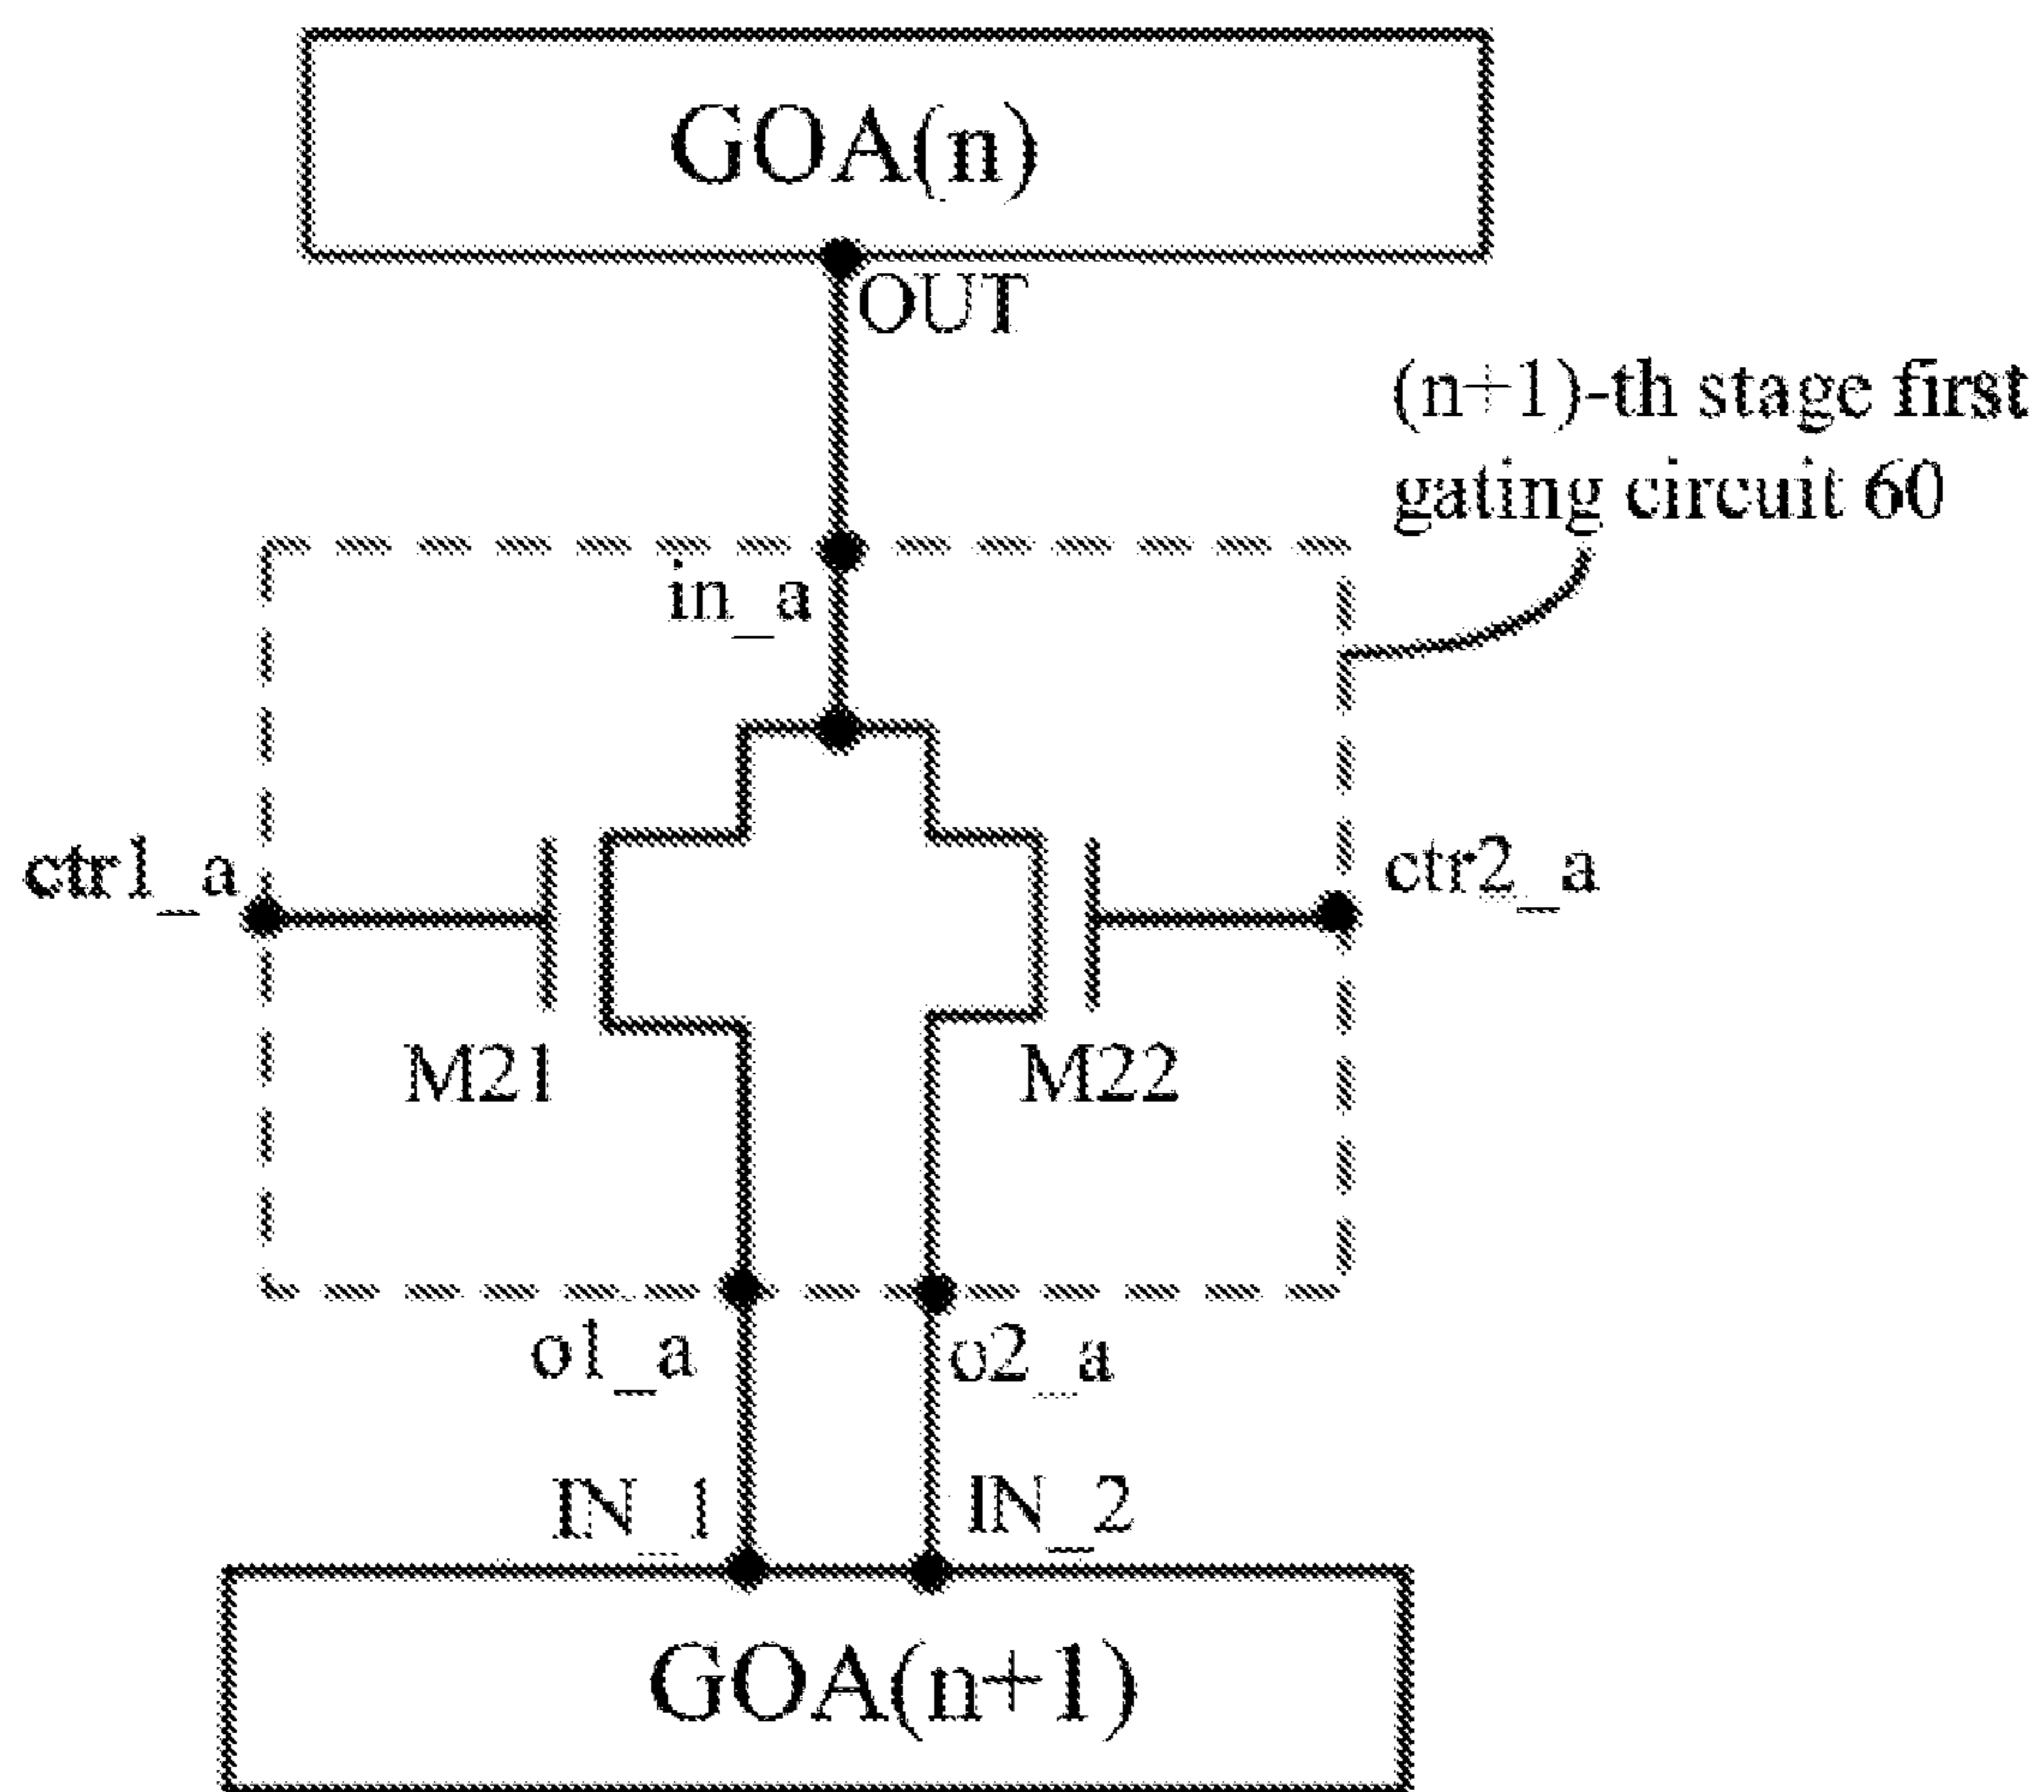 GOA(n)
OUT
(n+1)-th stage first
gating circuit 60
in_a
ctr1_a
ctr2_a
M21
M22
o1_a
o2_a
IN_1
IN_2
GOA(n+1)